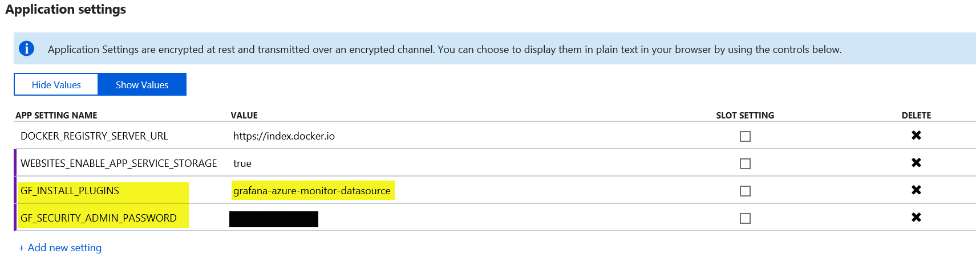 Application settings
Application Settings are encrypted at rest and transmitted over an encrypted channel. You can choose to display them in plain text in your browser by using the controls below.
Hide Values Show Values
APP SETTING NAME VALUE SLOT SETTING DELETE
DOCKER_REGISTRY_SERVER_URL https://index.docker.io
WEBSITES_ENABLE_APP_SERVICE_STORAGE true
GF_INSTALL_PLUGINS grafana-azure-monitor-datasource
GF_SECURITY_ADMIN_PASSWORD
+ Add new setting